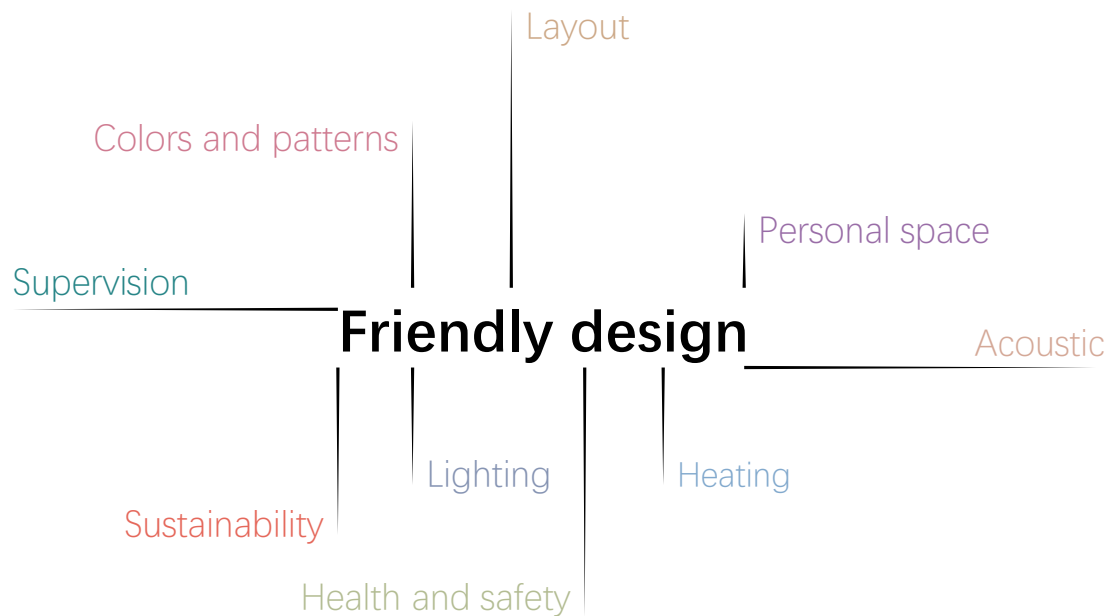 Layout
Colors and patterns
Personal space
Supervision
Friendly design
Acoustic
Lighting
Heating
Sustainability
Health and safety